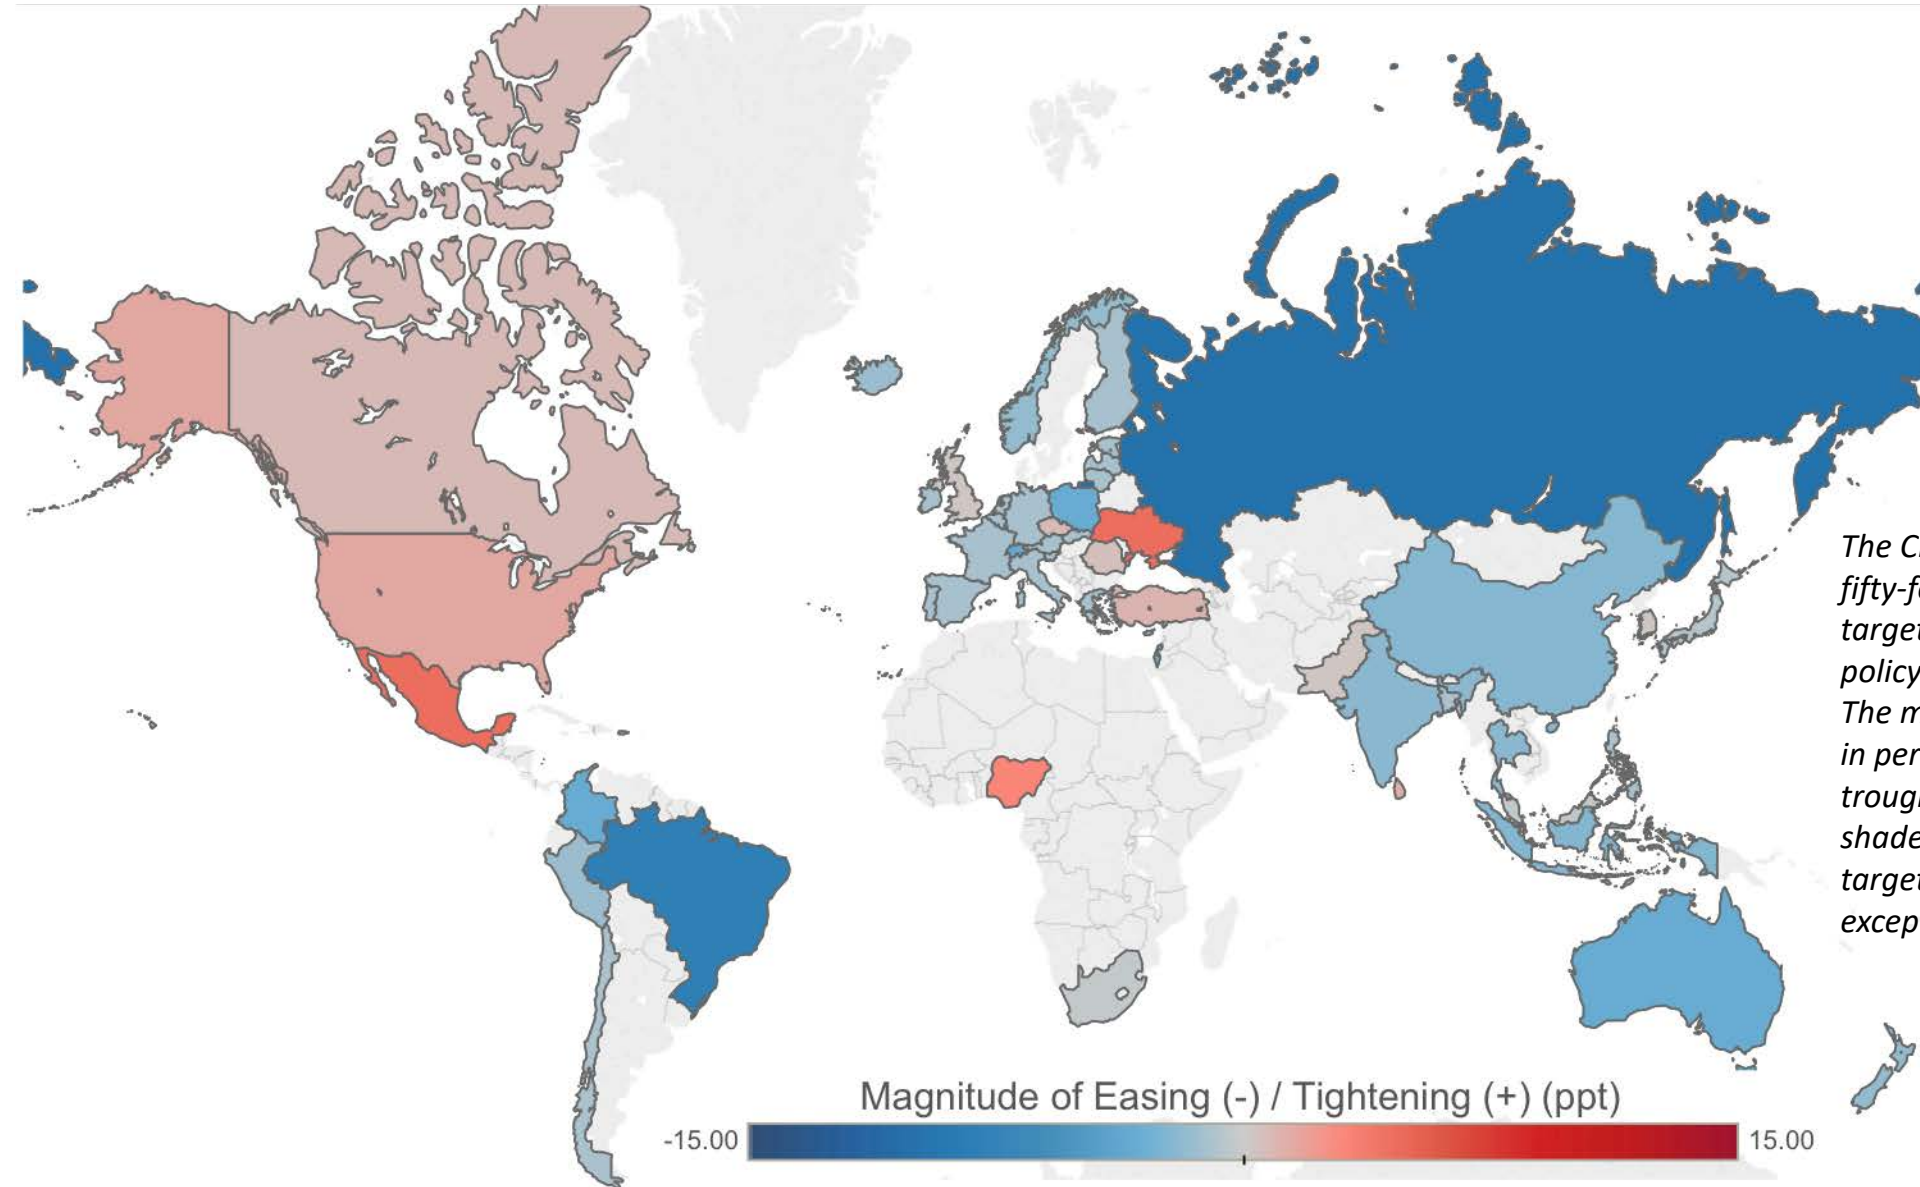 The C
fifty-f
target
policy
The m
in per
troug
shade
target
excep
Magnitude of Easing (-) / Tightening (+) (ppt)
-15.00
15.00